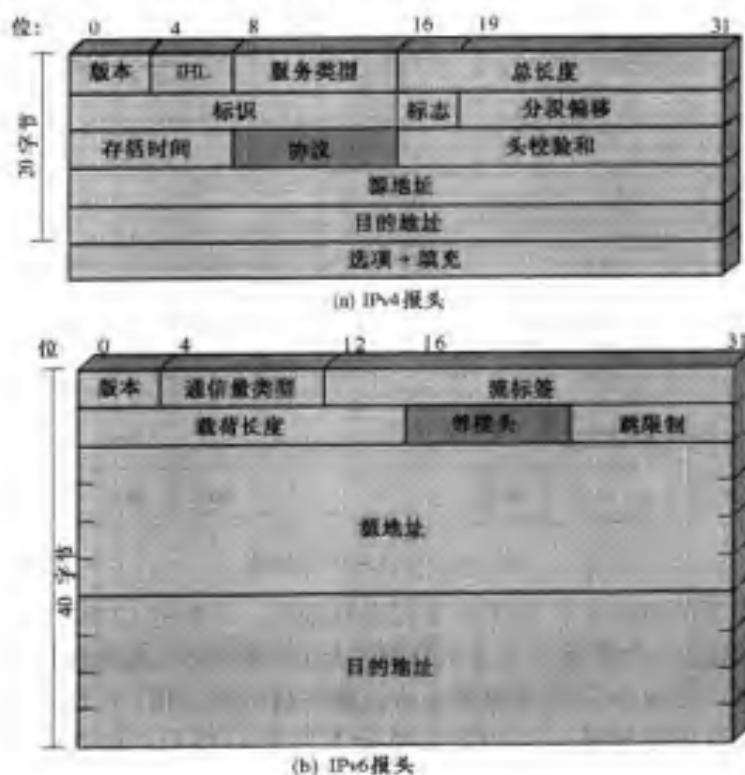 位: 0 4 8 16 19 31
版本 IHL 服务类型 总长度
标识 标志 分段偏移
存活时间 协议 头校验和
源地址
目的地址
选项+填充
20字节
(a) IPv4报头
位 0 4 12 16 31
版本 通信量类型 流标签
载荷长度 邻接头 跳限制
源地址
目的地址
40字节
(b) IPv6报头